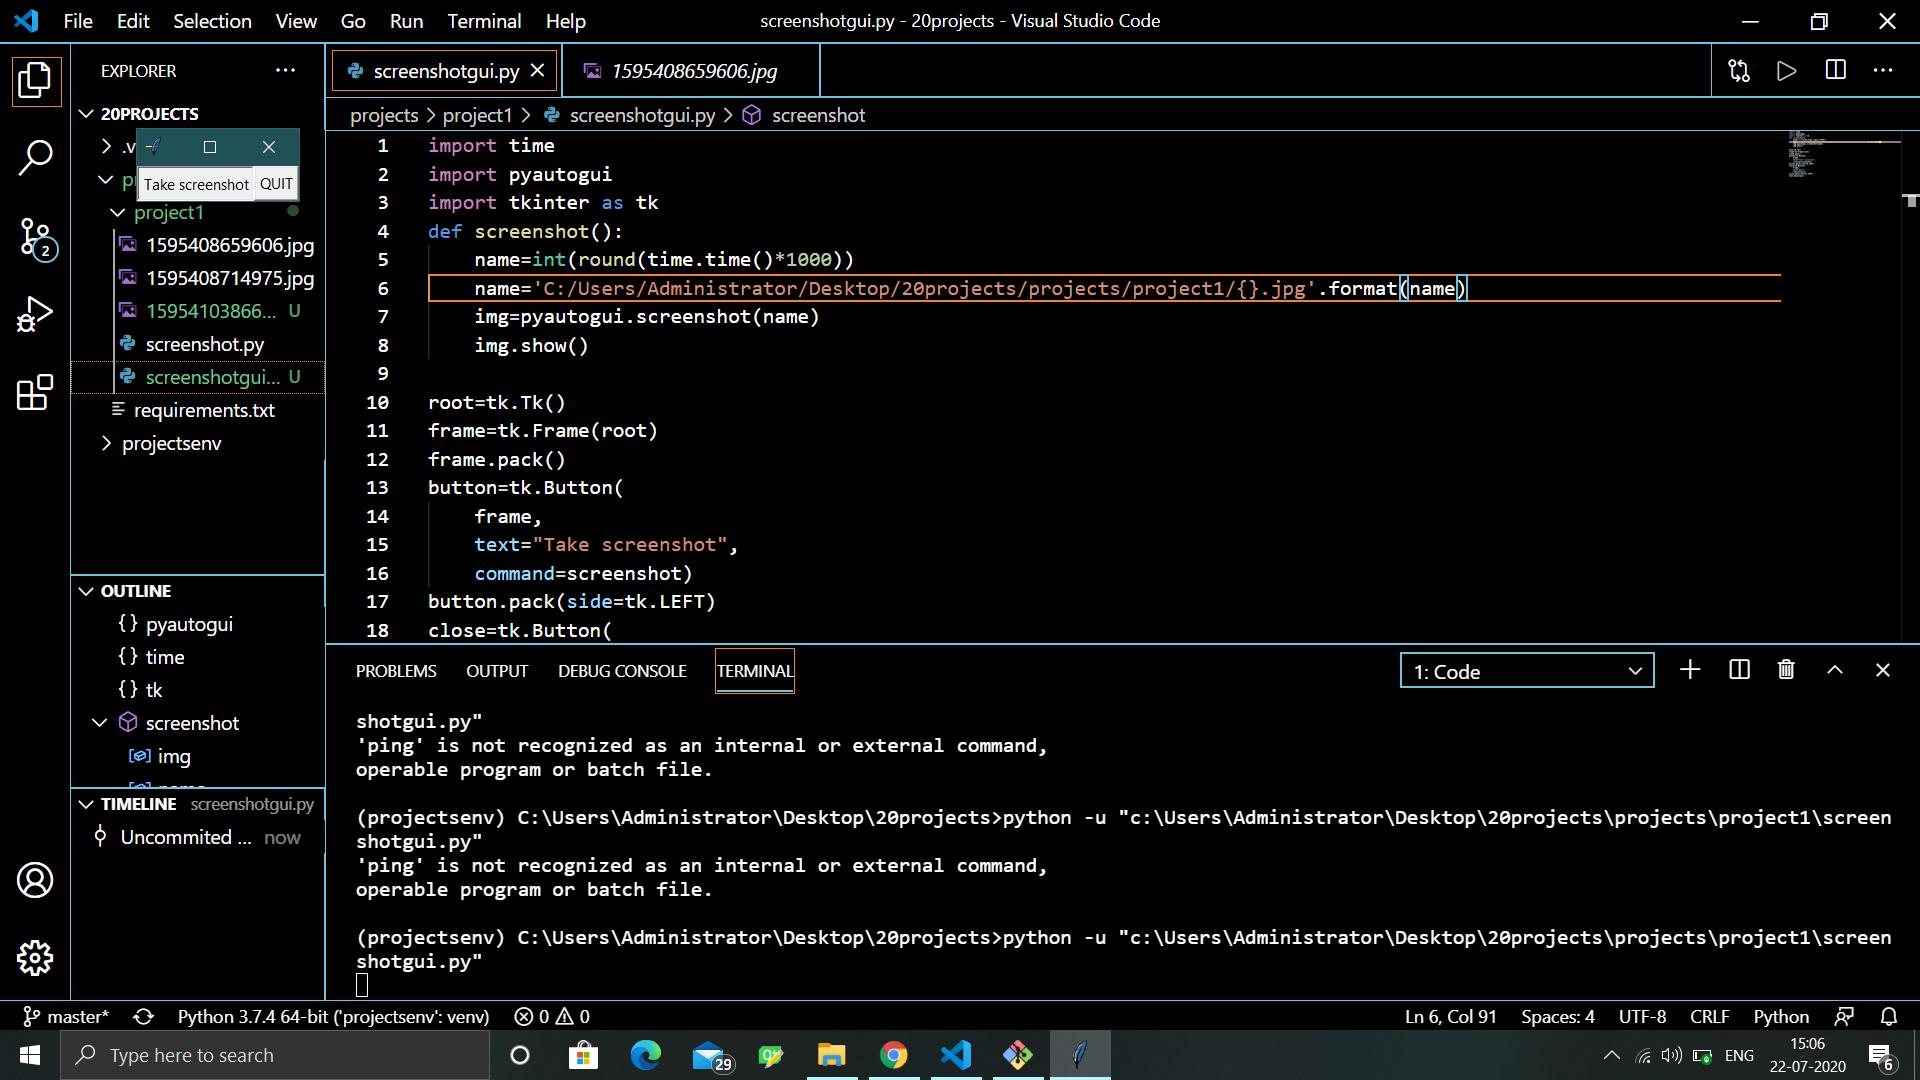 File Edit Selection View Go Run Terminal Help
screenshotgui.py - 20projects - Visual Studio Code
EXPLORER
20PROJECTS
.v
pr
Take screenshot QUIT
project1
1595408659606.jpg
1595408714975.jpg
15954103866... U
screenshot.py
screenshotgui... U
requirements.txt
projectsenv
OUTLINE
{} pyautogui
{} time
{} tk
screenshot
img
TIMELINE screenshotgui.py
Uncommited ... now
2
screenshotgui.py
1595408659606.jpg
projects > project1 > screenshotgui.py > screenshot
1 import time
2 import pyautogui
3 import tkinter as tk
4 def screenshot():
5 name=int(round(time.time()*1000))
6 name='C:/Users/Administrator/Desktop/20projects/projects/project1/{}.jpg'.format(name)
7 img=pyautogui.screenshot(name)
8 img.show()
9
10 root=tk.Tk()
11 frame=tk.Frame(root)
12 frame.pack()
13 button=tk.Button(
14 frame,
15 text="Take screenshot",
16 command=screenshot)
17 button.pack(side=tk.LEFT)
18 close=tk.Button(
PROBLEMS OUTPUT DEBUG CONSOLE TERMINAL
1: Code
shotgui.py"
'ping' is not recognized as an internal or external command,
operable program or batch file.
(projectsenv) C:\Users\Administrator\Desktop\20projects>python -u "c:\Users\Administrator\Desktop\20projects\projects\project1\screen
shotgui.py"
'ping' is not recognized as an internal or external command,
operable program or batch file.
(projectsenv) C:\Users\Administrator\Desktop\20projects>python -u "c:\Users\Administrator\Desktop\20projects\projects\project1\screen
shotgui.py"
master* Python 3.7.4 64-bit ('projectsenv': venv) 0 0
Ln 6, Col 91 Spaces: 4 UTF-8 CRLF Python
Type here to search
29
ENG
15:06
22-07-2020
6